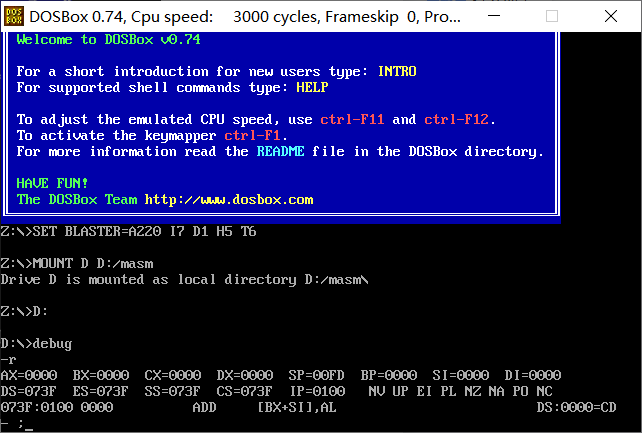 DOSBox 0.74, Cpu speed: 3000 cycles, Frameskip 0, Pro...
Welcome to DOSBox v0.74
For a short introduction for new users type: INTRO
For supported shell commands type: HELP
To adjust the emulated CPU speed, use ctrl-F11 and ctrl-F12.
To activate the keymapper ctrl-F1.
For more information read the README file in the DOSBox directory.
HAVE FUN!
The DOSBox Team http://www.dosbox.com
Z:\>SET BLASTER=A220 I7 D1 H5 T6
Z:\>MOUNT D D:/masm
Drive D is mounted as local directory D:/masm\
Z:\>D:
D:\>debug
-r
AX=0000 BX=0000 CX=0000 DX=0000 SP=00FD BP=0000 SI=0000 DI=0000
DS=073F ES=073F SS=073F CS=073F IP=0100 NV UP EI PL NZ NA PO NC
073F:0100 0000 ADD [BX+SI],AL DS:0000=CD
- ;_